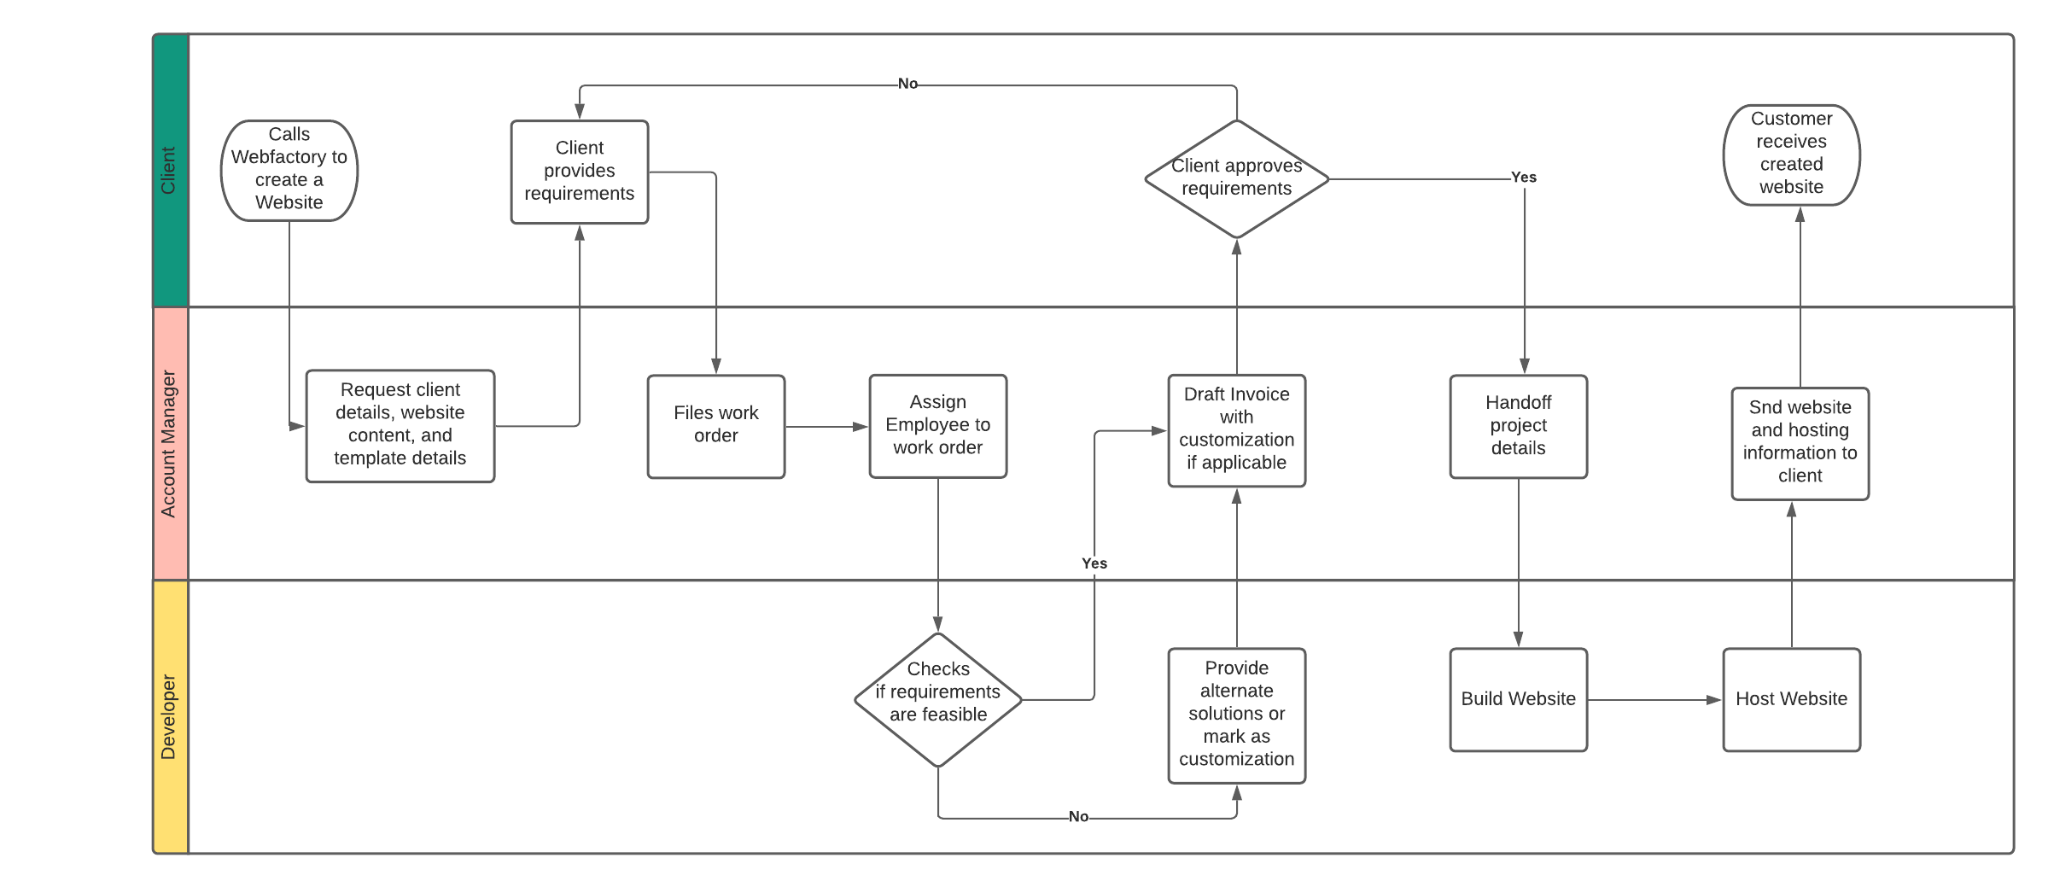 Client
No
Calls
Webfactory to
create a
Website
Client
provides
requirements
Client approves
requirements
Yes
Customer
receives
created
website
Account Manager
Request client
details, website
content, and
template details
Files work
order
Assign
Employee to
work order
Draft Invoice
with
customization
if applicable
Handoff
project
details
Snd website
and hosting
information to
client
Yes
Developer
Checks
if requirements
are feasible
Provide
alternate
solutions or
mark as
customization
Build Website
Host Website
No